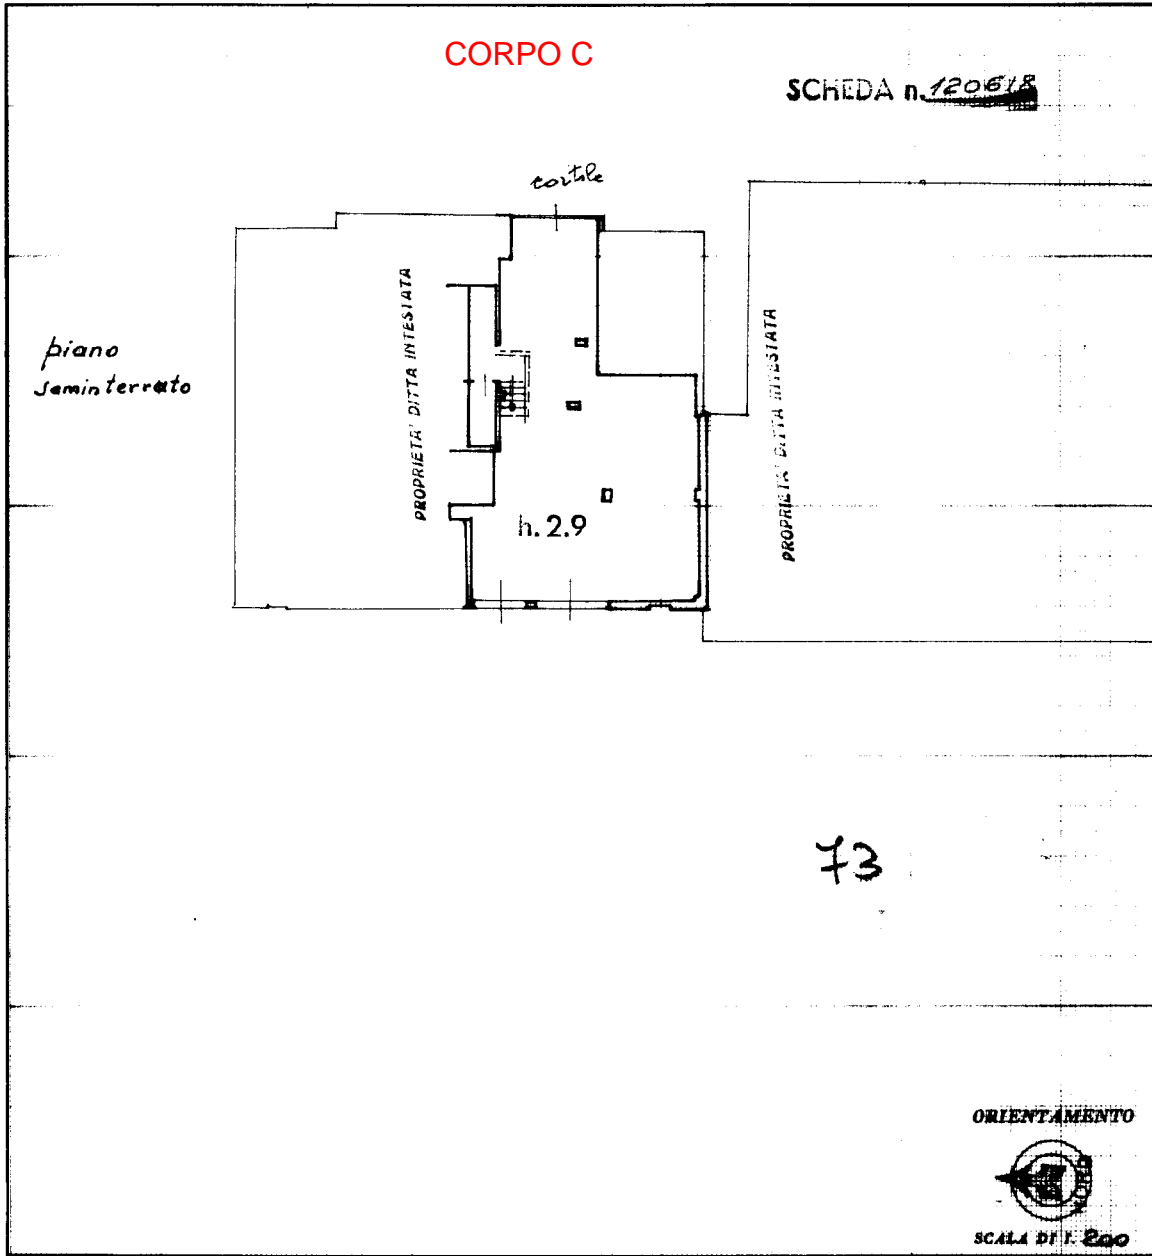 CORPO C
SCHEDA n. 120618
cortile
piano
seminterrato
PROPRIETA' DITTA INTESTATA
PROPRIETA' DITTA INTESTATA
h. 2.9
73
ORIENTAMENTO
NORD
SCALA DI 1: 200